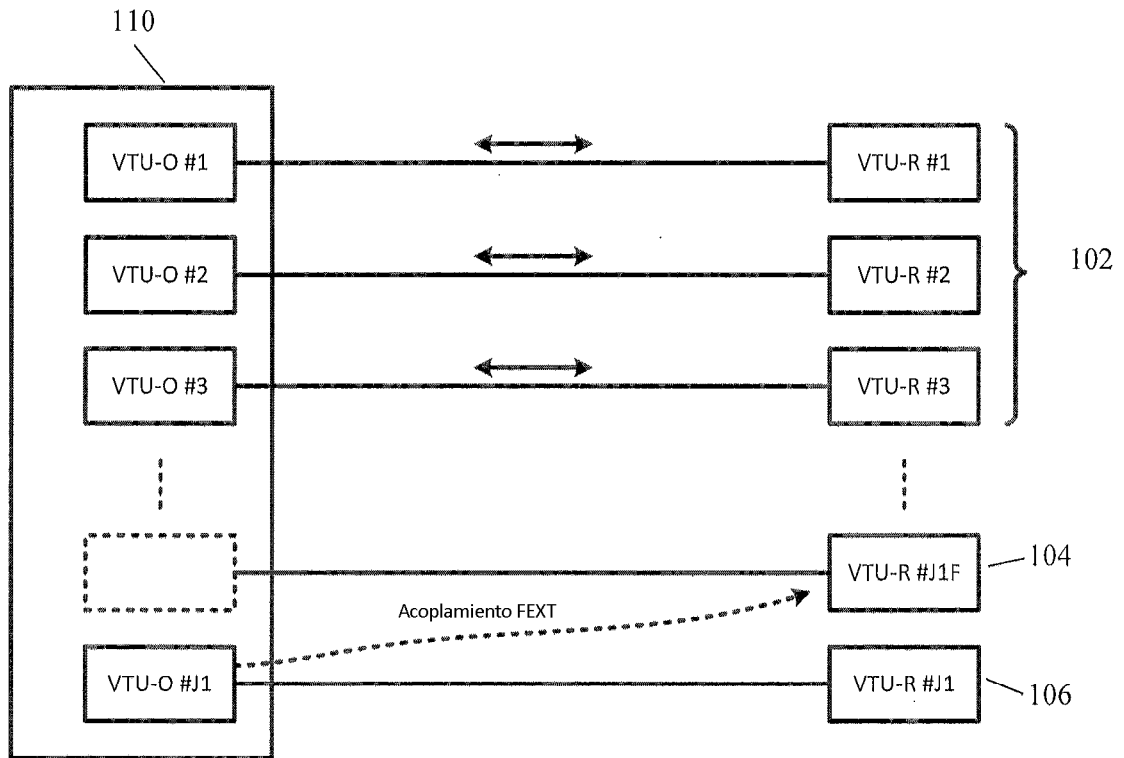 110
VTU-O #1
VTU-R #1
VTU-O #2
VTU-R #2
102
VTU-O #3
VTU-R #3
VTU-R #J1F
104
Acoplamiento FEXT
VTU-O #J1
VTU-R #J1
106